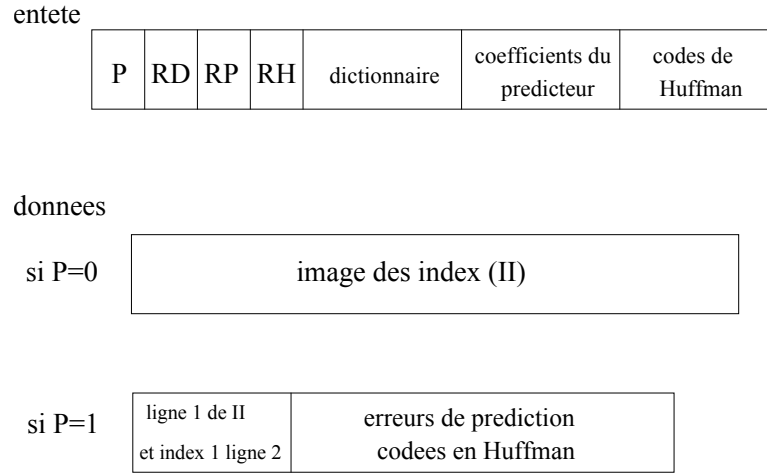 entete
P RD RP RH dictionnaire coefficients du predicteur codes de Huffman
donnees
si P=0 image des index (II)
si P=1
ligne 1 de II
et index 1 ligne 2
erreurs de prediction
codees en Huffman